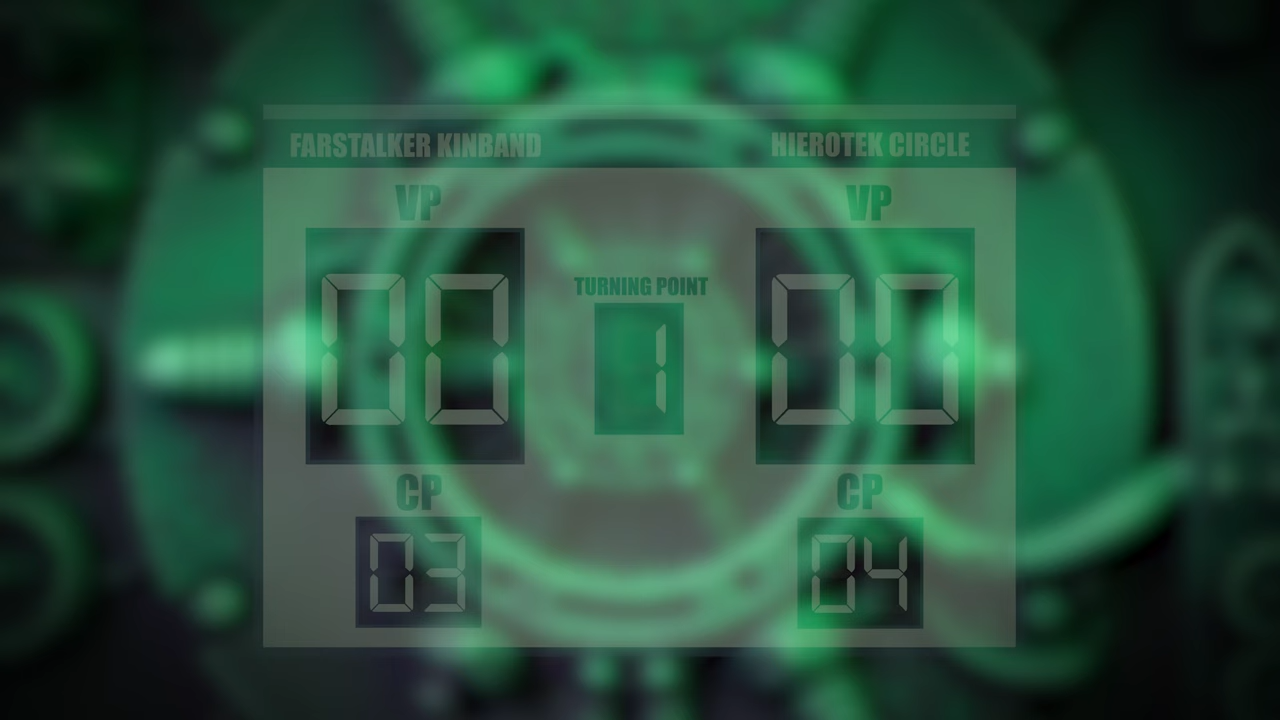 FARSTALKER KINBAND
HIEROTEK CIRCLE
VP
VP
00
TURNING POINT
1
00
CP
CP
03
04